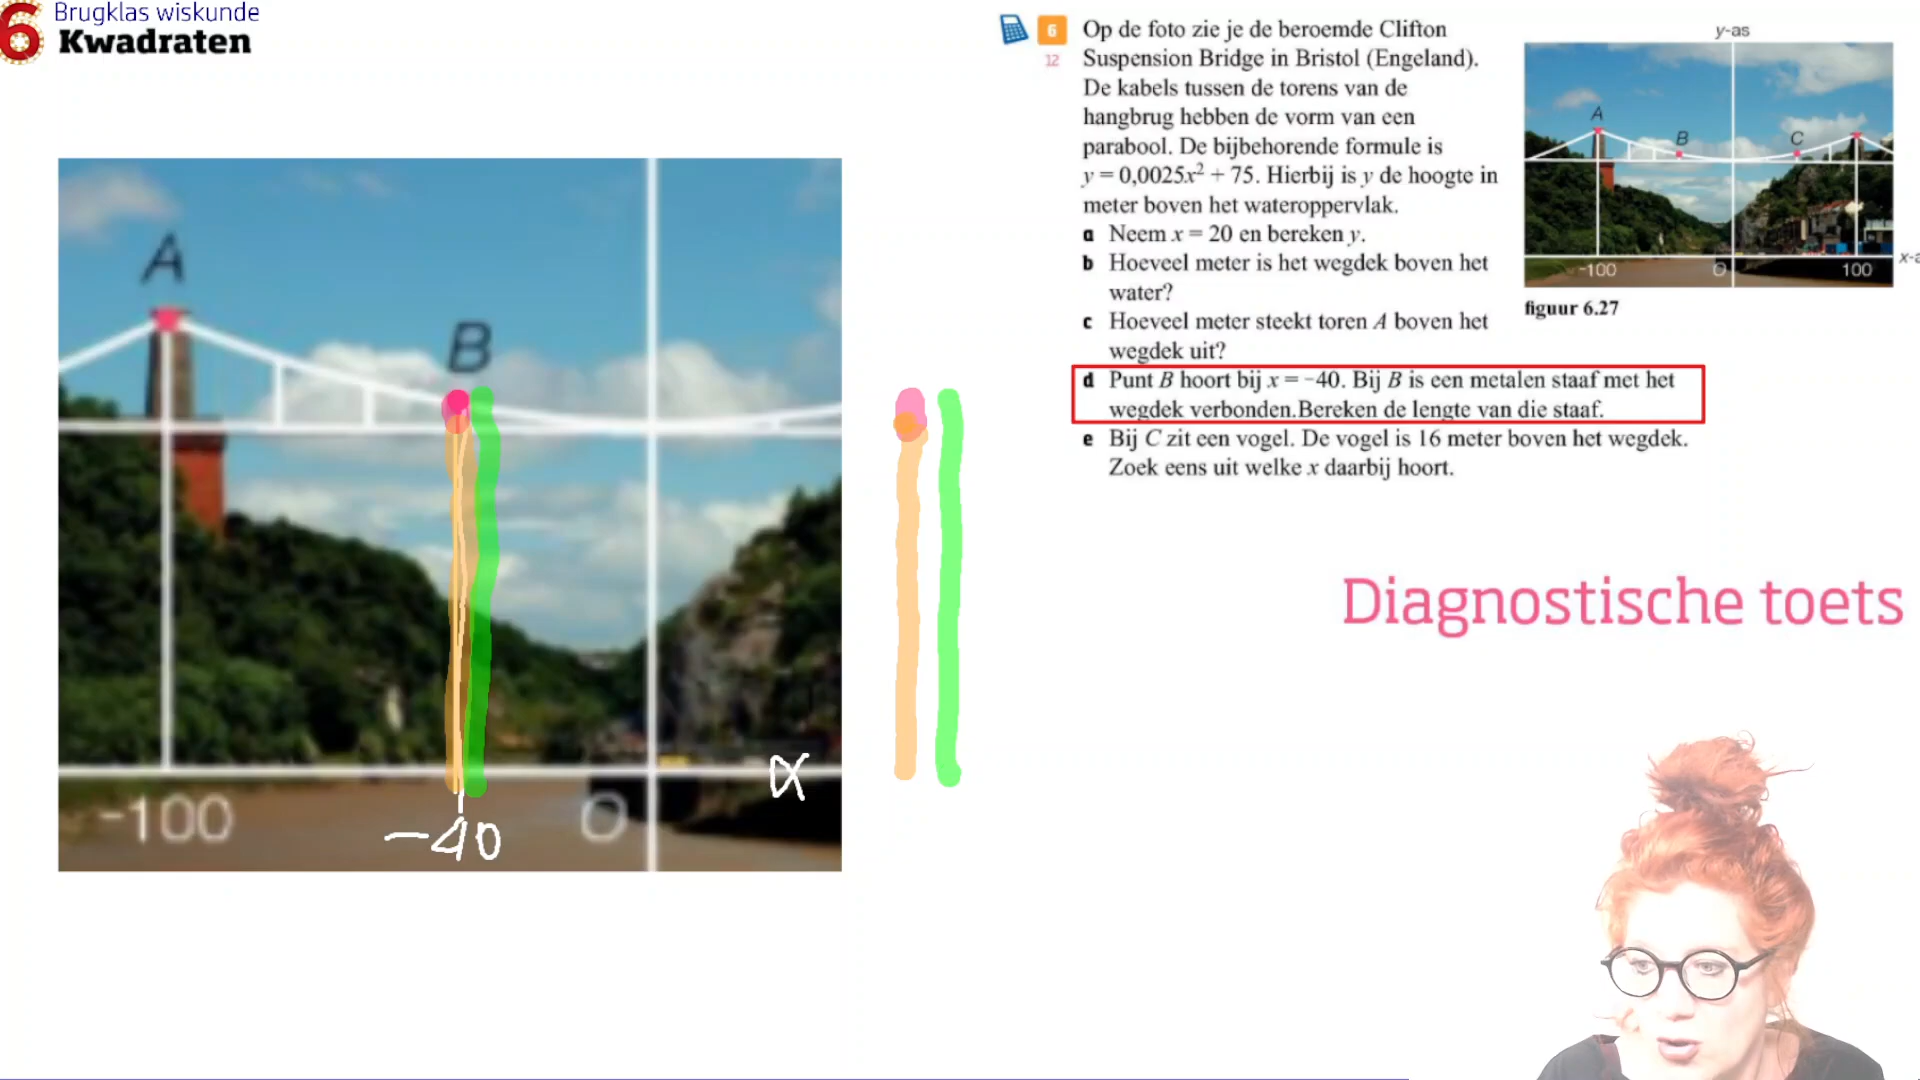 6
Brugklas wiskunde
Kwadraten
A
B
-100
-40
O
x
6
12
Op de foto zie je de beroemde Clifton
Suspension Bridge in Bristol (Engeland).
De kabels tussen de torens van de
hangbrug hebben de vorm van een
parabool. De bijbehorende formule is
y = 0,0025x² + 75. Hierbij is y de hoogte in
meter boven het wateroppervlak.
a Neem x = 20 en bereken y.
b Hoeveel meter is het wegdek boven het
water?
c Hoeveel meter steekt toren A boven het
wegdek uit?
d Punt B hoort bij x = -40. Bij B is een metalen staaf met het
wegdek verbonden.Bereken de lengte van die staaf.
e Bij C zit een vogel. De vogel is 16 meter boven het wegdek.
Zoek eens uit welke x daarbij hoort.
y-as
A
B
C
-100
O
100
x-a
figuur 6.27
Diagnostische toets